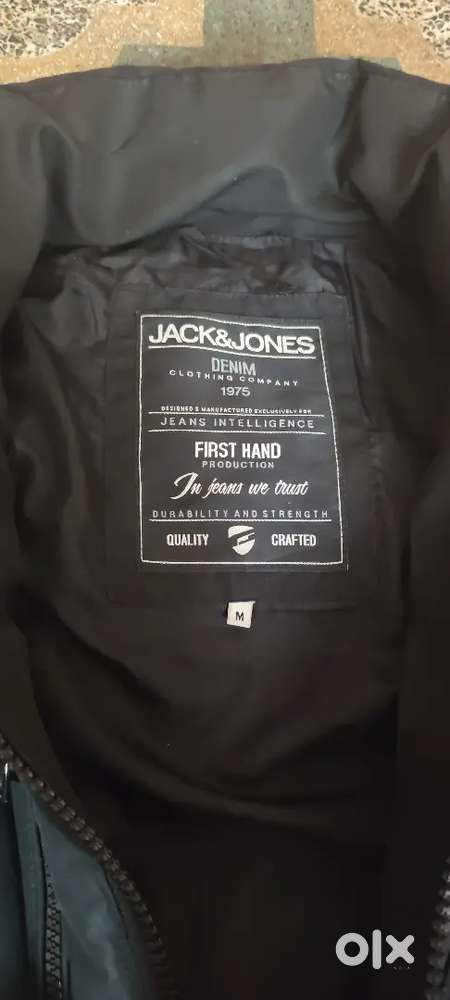 JACK&JONES
DENIM
CLOTHING COMPANY
1975
DESIGNED & MANUFACTURED EXCLUSIVELY FOR
JEANS INTELLIGENCE
FIRST HAND
PRODUCTION
In jeans we trust
DURABILITY AND STRENGTH
QUALITY CRAFTED
M
olx